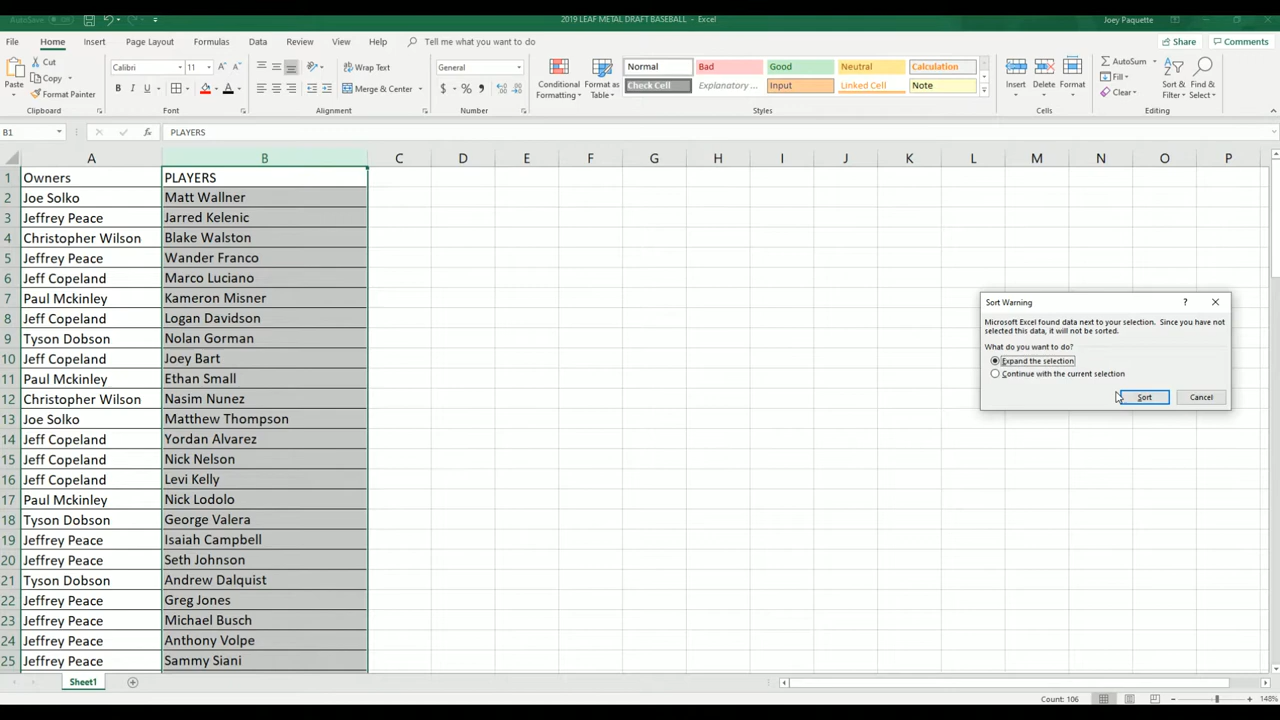 AutoSave
2019 LEAF METAL DRAFT BASEBALL - Excel
Joey Paquette
File Home Insert Page Layout Formulas Data Review View Help Tell me what you want to do Share Comments
Paste Cut Copy Format Painter Clipboard
Calibri 11 B I U Font
Wrap Text Merge & Center Alignment
General $ % Number
Conditional Formatting Format as Table
Normal Bad Good Neutral Calculation
Check Cell Explanatory ... Input Linked Cell Note
Styles
Insert Delete Format Cells
AutoSum Fill Clear Sort & Filter Find & Select Editing
B1 fx PLAYERS
A B C D E F G H I J K L M N O P
1 Owners PLAYERS
2 Joe Solko Matt Wallner
3 Jeffrey Peace Jarred Kelenic
4 Christopher Wilson Blake Walston
5 Jeffrey Peace Wander Franco
6 Jeff Copeland Marco Luciano
7 Paul Mckinley Kameron Misner
8 Jeff Copeland Logan Davidson
9 Tyson Dobson Nolan Gorman
10 Jeff Copeland Joey Bart
11 Paul Mckinley Ethan Small
12 Christopher Wilson Nasim Nunez
13 Joe Solko Matthew Thompson
14 Jeff Copeland Yordan Alvarez
15 Jeff Copeland Nick Nelson
16 Jeff Copeland Levi Kelly
17 Paul Mckinley Nick Lodolo
18 Tyson Dobson George Valera
19 Jeffrey Peace Isaiah Campbell
20 Jeffrey Peace Seth Johnson
21 Tyson Dobson Andrew Dalquist
22 Jeffrey Peace Greg Jones
23 Jeffrey Peace Michael Busch
24 Jeffrey Peace Anthony Volpe
25 Jeffrey Peace Sammy Siani
Sort Warning ?
Microsoft Excel found data next to your selection. Since you have not
selected this data, it will not be sorted.
What do you want to do?
Expand the selection
Continue with the current selection
Sort Cancel
Sheet1
Count: 106 148%